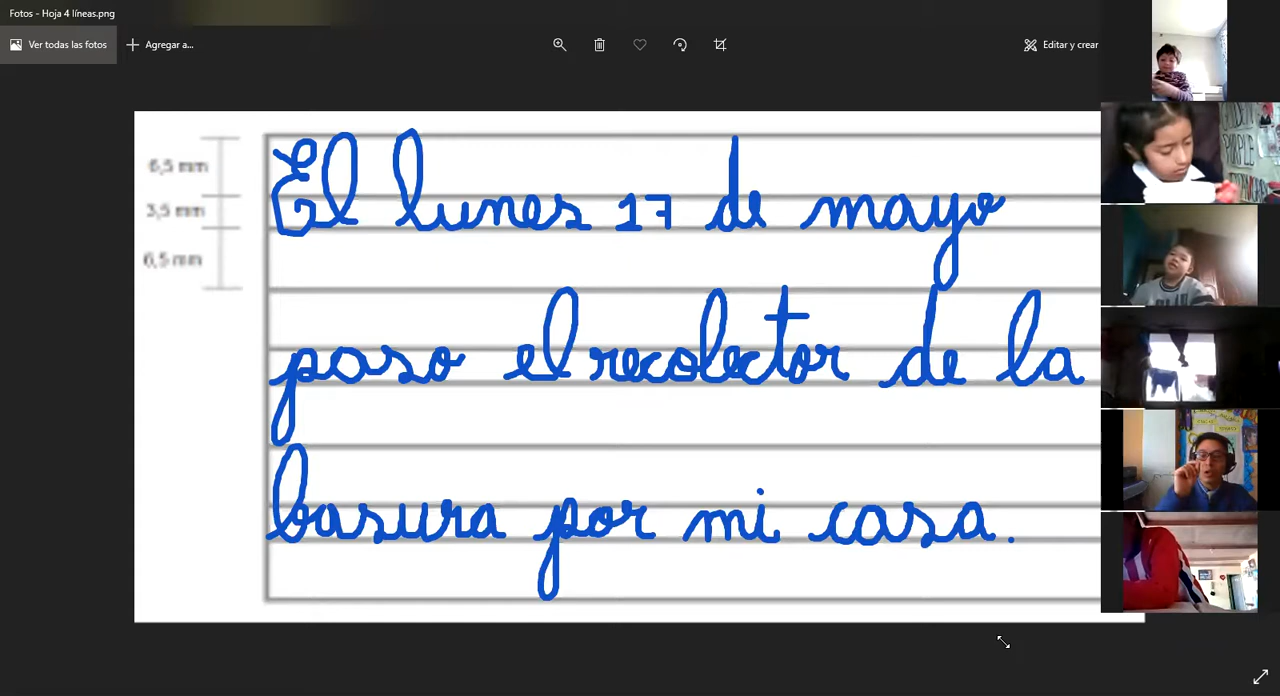 Fotos - Hoja 4 líneas.png
Ver todas las fotos
Agregar a...
Editar y crear
6,5 mm
3,5 mm
6,5 mm
El lunes 17 de mayo
paso el recolector de la
basura por mi casa.
PURPLE